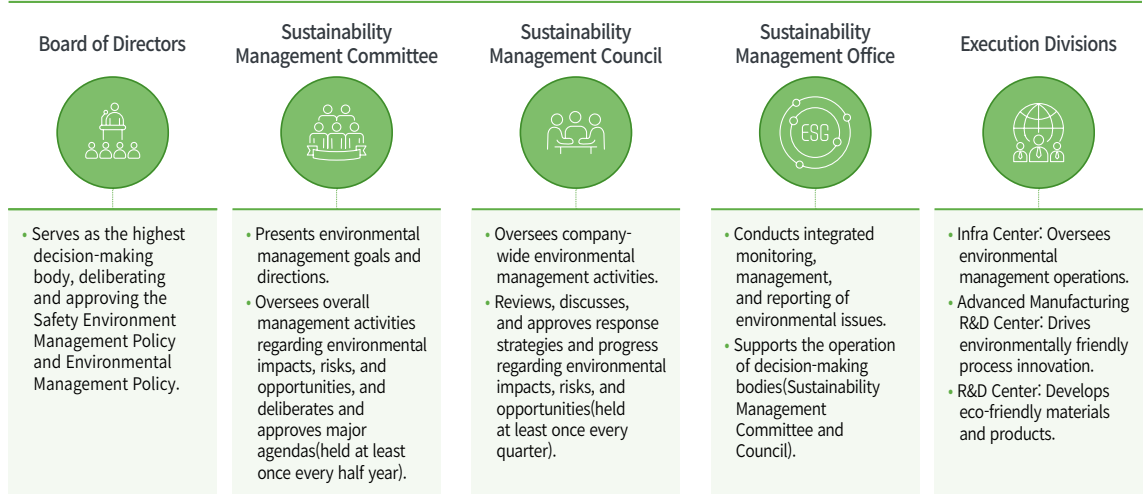 Board of Directors
• Serves as the highest
decision-making
body, deliberating
and approving the
Safety Environment
Management Policy
and Environmental
Management Policy.
Sustainability
Management Committee
• Presents environmental
management goals and
directions.
• Oversees overall
management activities
regarding environmental
impacts, risks, and
opportunities, and
deliberates and
approves major
agendas(held at least
once every half year).
Sustainability
Management Council
• Oversees company-
wide environmental
management activities.
• Reviews, discusses,
and approves response
strategies and progress
regarding environmental
impacts, risks, and
opportunities(held
at least once every
quarter).
Sustainability
Management Office
ESG
• Conducts integrated
monitoring,
management,
and reporting of
environmental issues.
• Supports the operation
of decision-making
bodies(Sustainability
Management
Committee and
Council).
Execution Divisions
• Infra Center: Oversees
environmental
management operations.
• Advanced Manufacturing
R&D Center: Drives
environmentally friendly
process innovation.
• R&D Center: Develops
eco-friendly materials
and products.